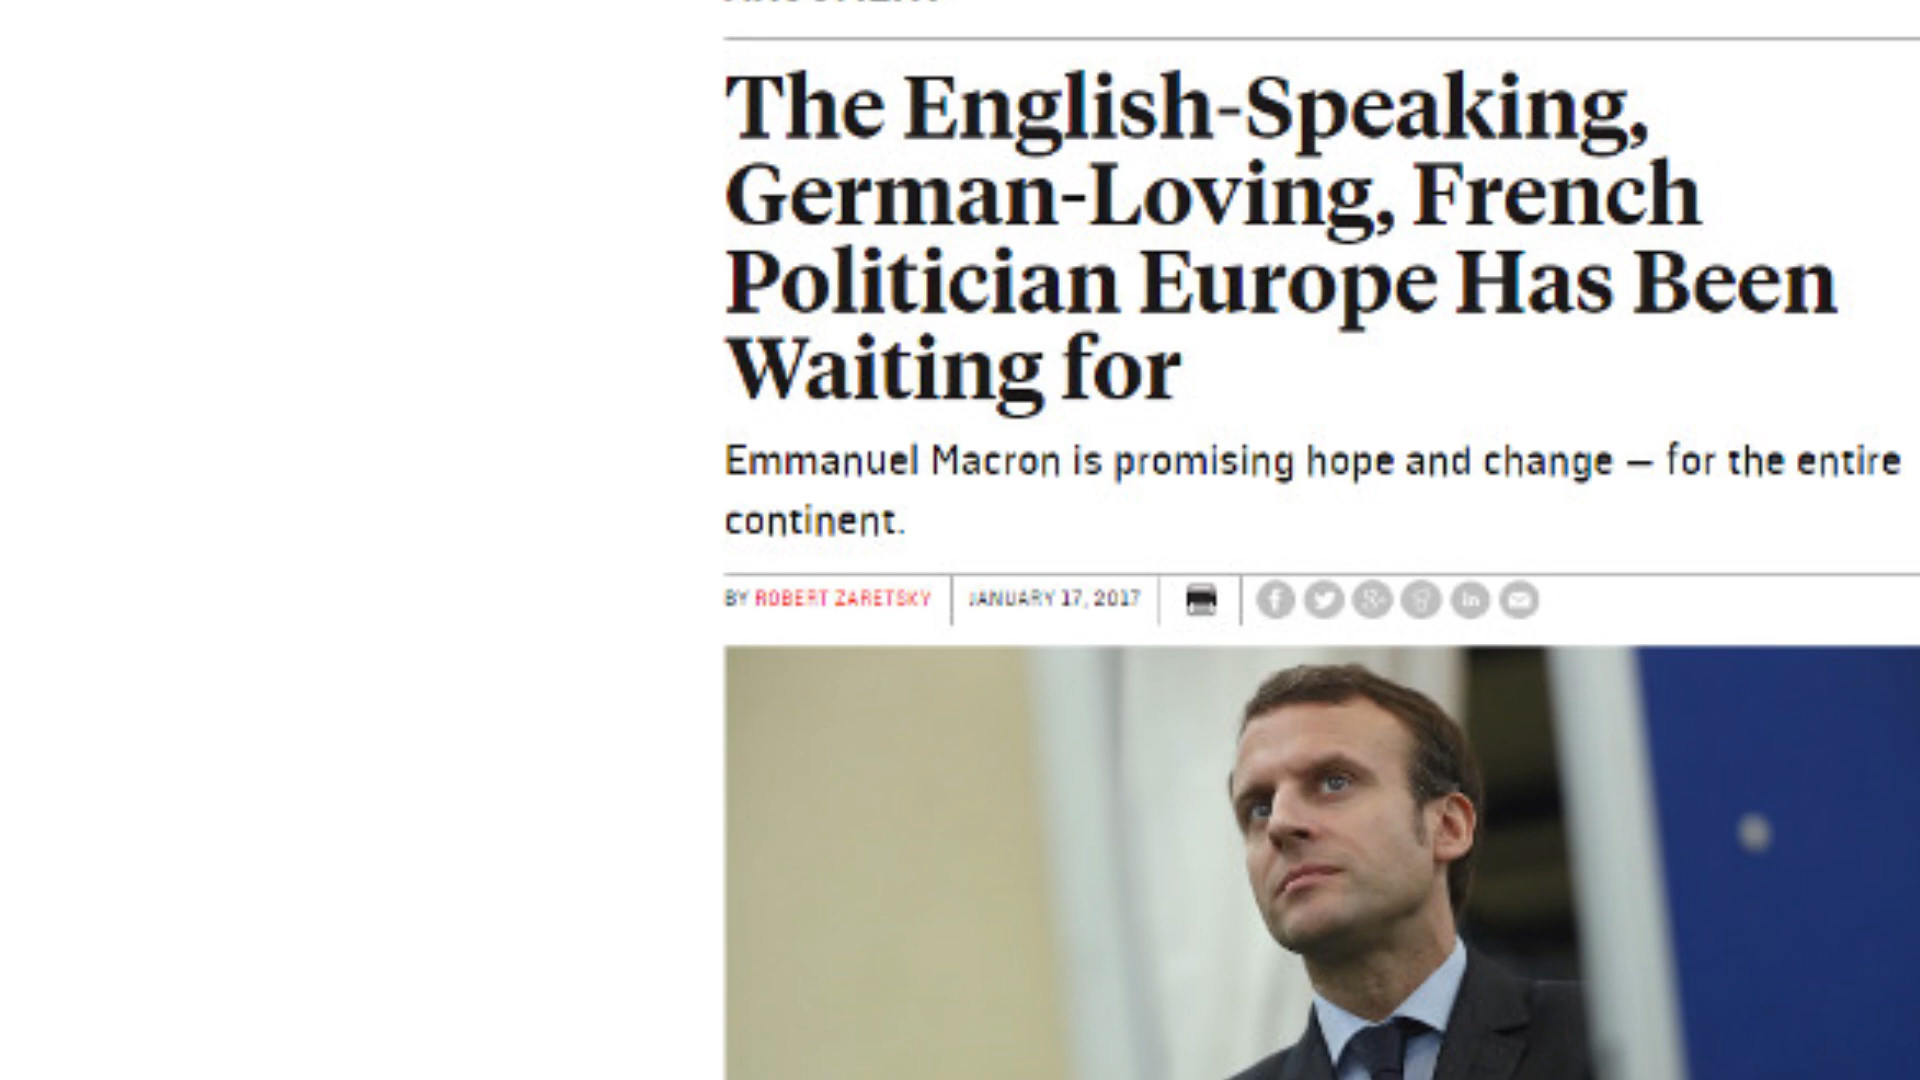 The English-Speaking,
German-Loving, French
Politician Europe Has Been
Waiting for
Emmanuel Macron is promising hope and change — for the entire
continent.
BY ROBERT ZARETSKY
JANUARY 17, 2017